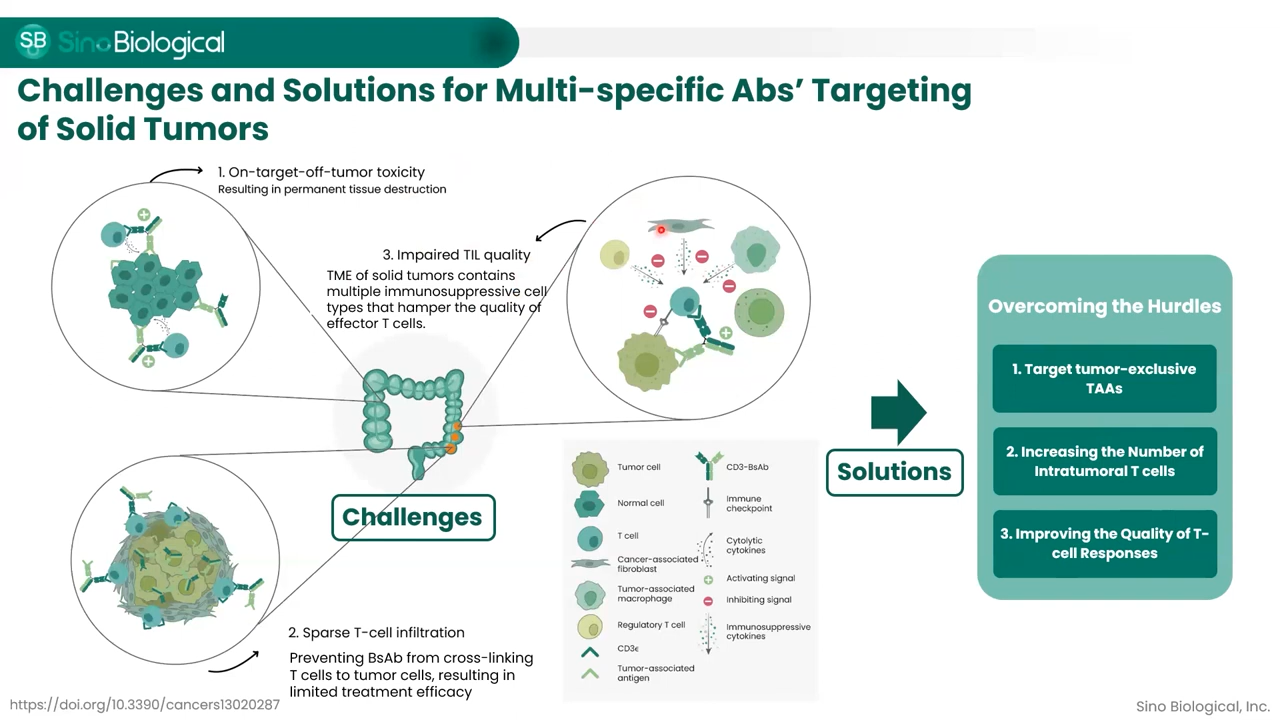 SB SinoBiological
Challenges and Solutions for Multi-specific Abs’ Targeting
of Solid Tumors
1. On-target-off-tumor toxicity
Resulting in permanent tissue destruction
3. Impaired TIL quality
TME of solid tumors contains
multiple immunosuppressive cell
types that hamper the quality of
effector T cells.
Challenges
2. Sparse T-cell infiltration
Preventing BsAb from cross-linking
T cells to tumor cells, resulting in
limited treatment efficacy
Tumor cell
Normal cell
T cell
Cancer-associated
fibroblast
Tumor-associated
macrophage
Regulatory T cell
CD3ε
Tumor-associated
antigen
CD3-BsAb
Immune
checkpoint
Cytolytic
cytokines
Activating signal
Inhibiting signal
Immunosuppressive
cytokines
Solutions
Overcoming the Hurdles
1. Target tumor-exclusive
TAAs
2. Increasing the Number of
Intratumoral T cells
3. Improving the Quality of T-
cell Responses
https://doi.org/10.3390/cancers13020287
Sino Biological, Inc.